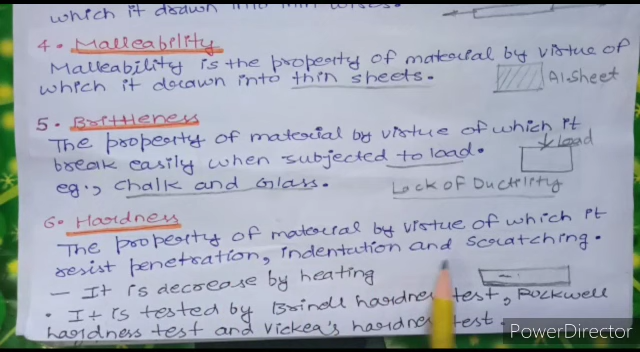 which it drawn into thin wires.
4. Malleability
Malleability is the property of material by virtue of
which it drawn into thin sheets.
Al sheet
5. Brittleness
The property of material by virtue of which it
break easily when subjected to load.
load
eg., chalk and Glass.
Lack of Ductility
6. Hardness
The property of material by virtue of which it
resist penetration, indentation and scratching.
- It is decrease by heating
• It is tested by Brinell hardness test, Rockwell
hardness test and Vickea's hardness test.
PowerDirector